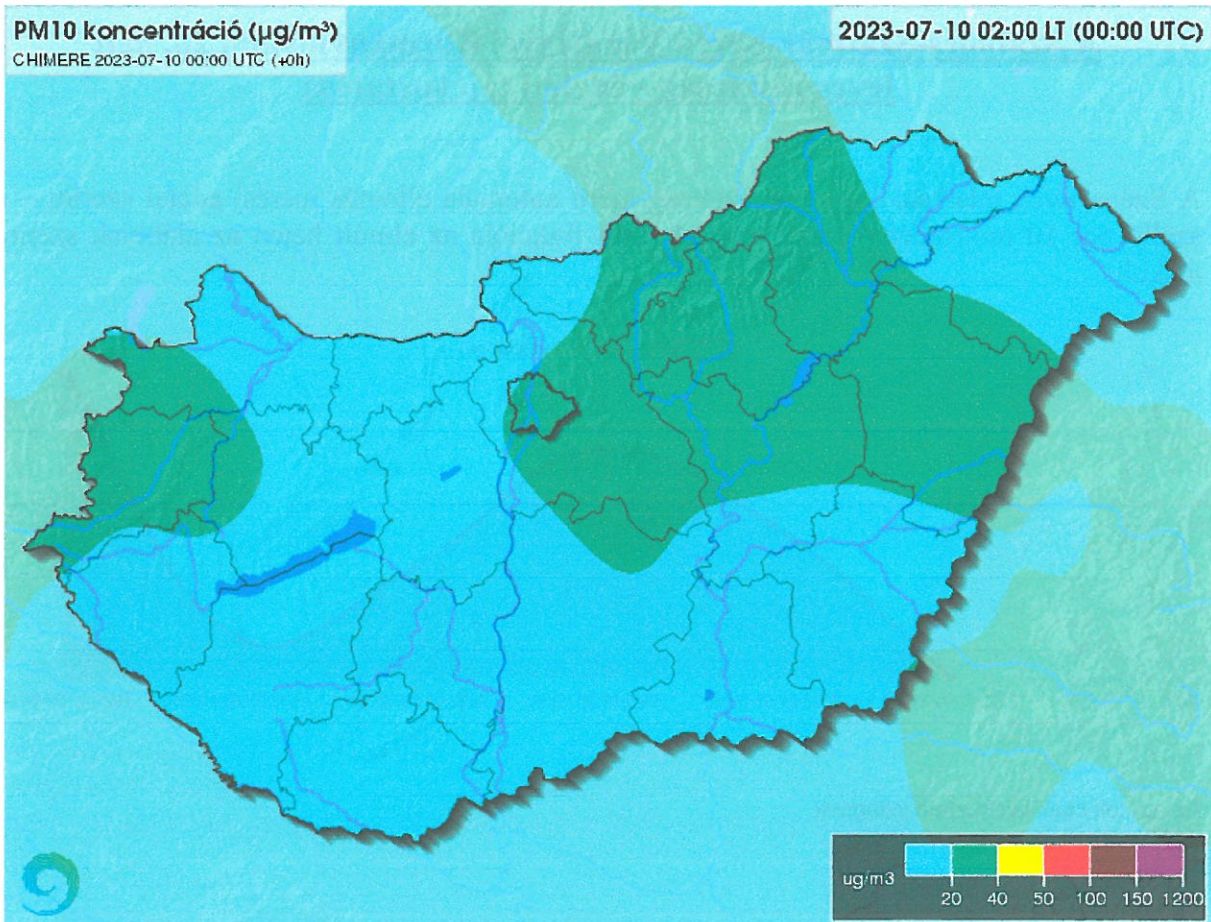 PM10 koncentráció (µg/m³)
CHIMERE 2023-07-10 00:00 UTC (+0h)
2023-07-10 02:00 LT (00:00 UTC)
ug/m3
20 40 50 100 150 1200